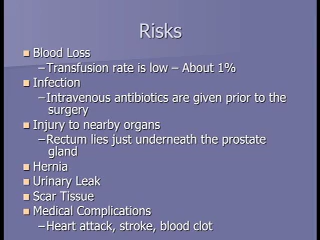 Risks
Blood Loss
–Transfusion rate is low – About 1%
Infection
–Intravenous antibiotics are given prior to the
surgery
Injury to nearby organs
–Rectum lies just underneath the prostate
gland
Hernia
Urinary Leak
Scar Tissue
Medical Complications
–Heart attack, stroke, blood clot